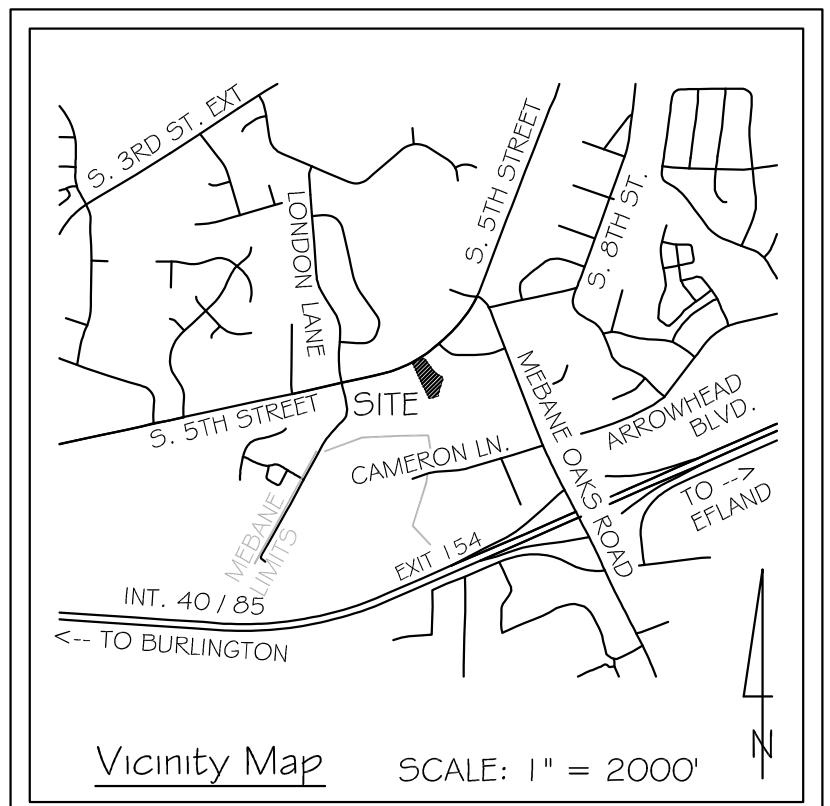 S. 3RD ST. EXT
S. 5TH STREET
S. 8TH ST.
LONDON LANE
S. 5TH STREET
SITE
MEBANE OAKS ROAD
ARROWHEAD
BLVD.
CAMERON LN.
TO -->
EFLAND
MEBANE
LIMITS
EXIT 154
INT. 40 / 85
<-- TO BURLINGTON
N
Vicinity Map
SCALE: 1" = 2000'